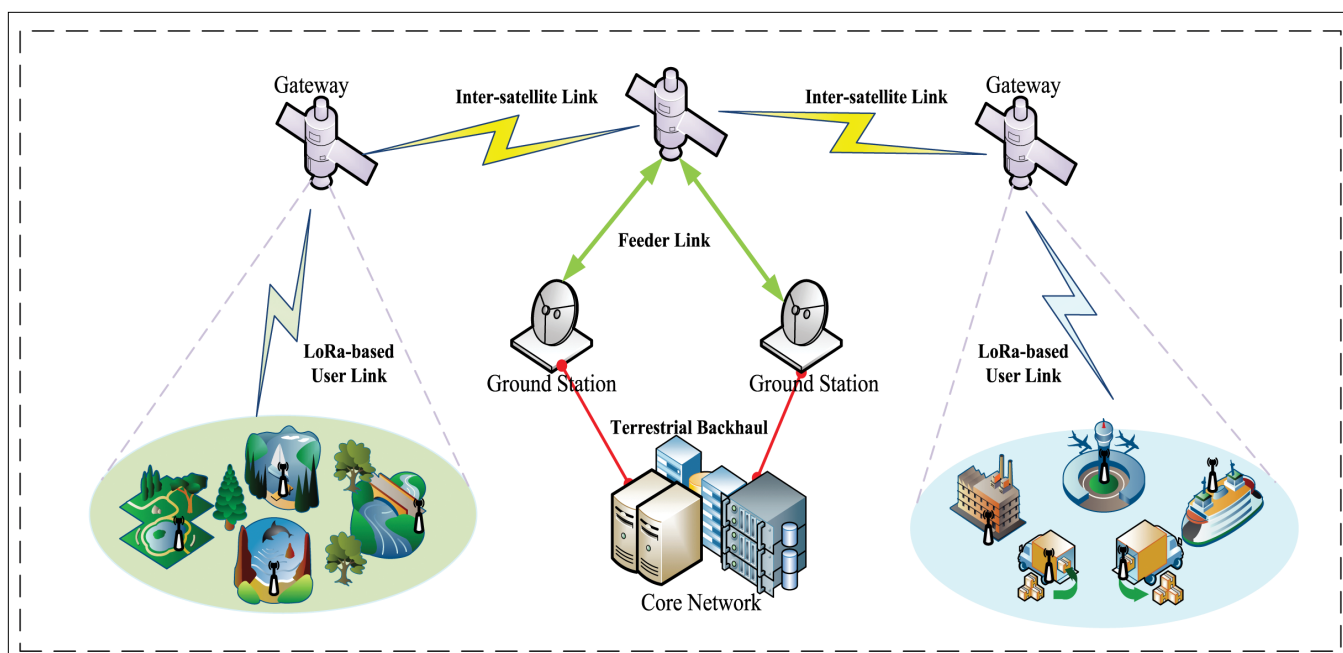 Gateway
Inter-satellite Link
Inter-satellite Link
Gateway
Feeder Link
LoRa-based
User Link
Ground Station
Ground Station
LoRa-based
User Link
Terrestrial Backhaul
Core Network